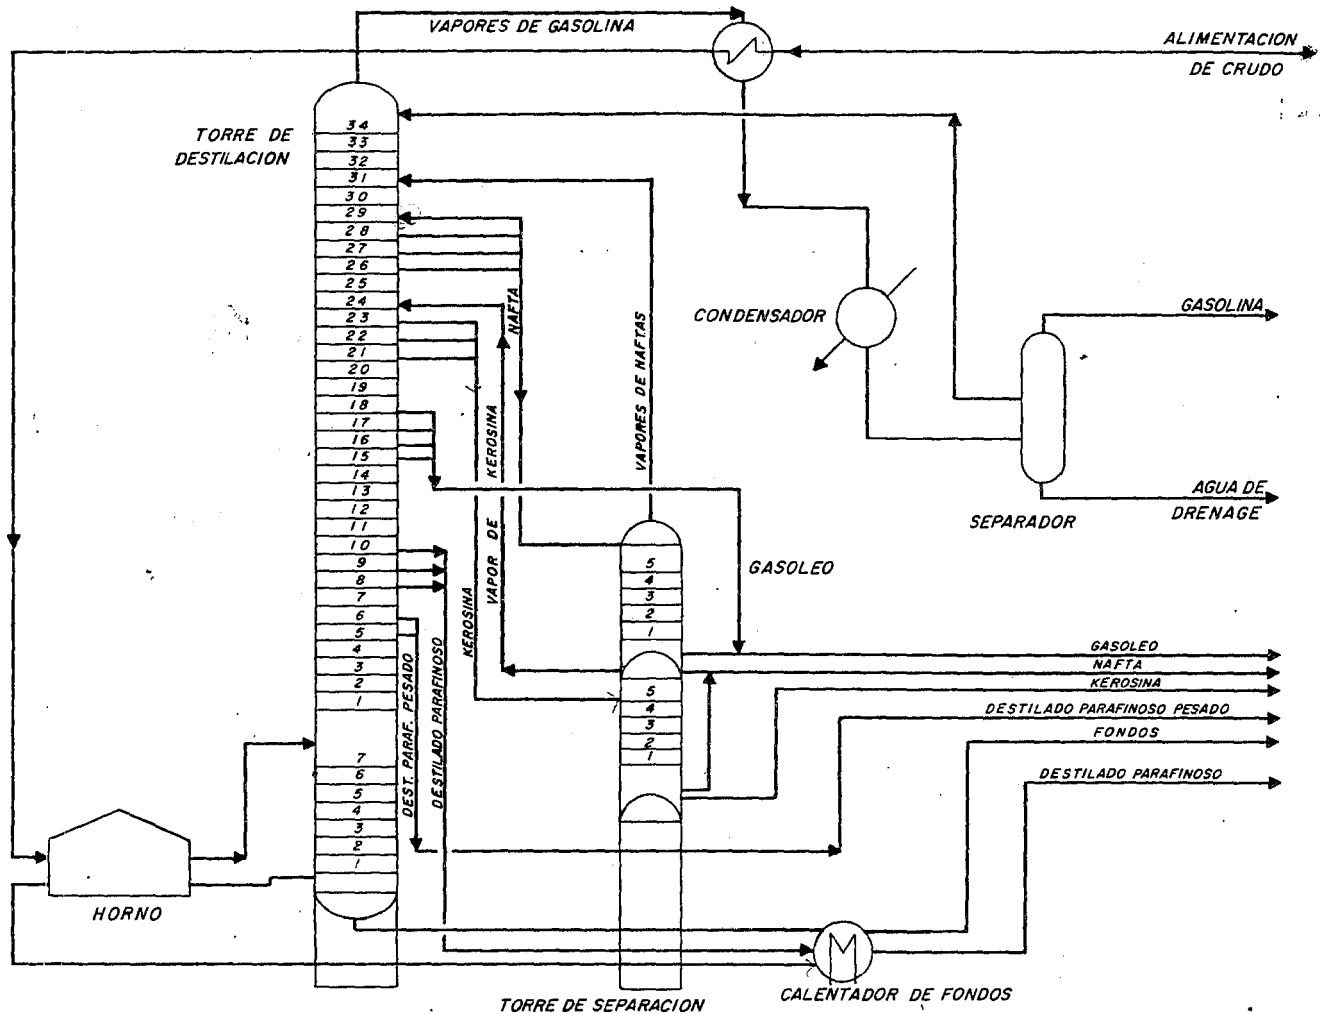 VAPORES DE GASOLINA
ALIMENTACION
DE CRUDO
TORRE DE
DESTILACION
34
33
32
31
30
29
28
27
26
25
24
23
22
21
20
19
18
17
16
15
14
13
12
11
10
9
8
7
6
5
4
3
2
1
7
6
5
4
3
2
1
NAFTA
VAPORES DE NAFTAS
VAPOR DE KEROSINA
KEROSINA
DEST. PARAF. PESADO
DESTILADO PARAFINOSO
CONDENSADOR
GASOLINA
SEPARADOR
AGUA DE
DRENAGE
GASOLEO
5
4
3
2
1
5
4
3
2
1
GASOLEO
NAFTA
KEROSINA
DESTILADO PARAFINOSO PESADO
FONDOS
DESTILADO PARAFINOSO
HORNO
TORRE DE SEPARACION
CALENTADOR DE FONDOS